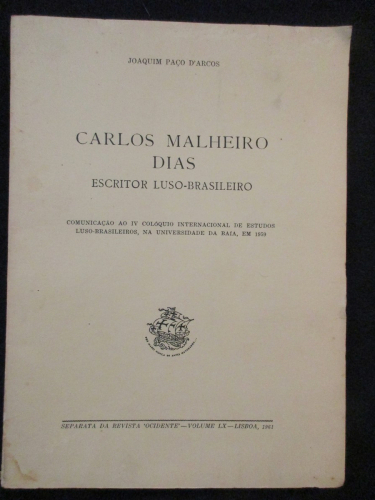 JOAQUIM PAÇO D'ARCOS
CARLOS MALHEIRO
DIAS
ESCRITOR LUSO-BRASILEIRO
COMUNICAÇÃO AO IV COLÓQUIO INTERNACIONAL DE ESTUDOS
LUSO-BRASILEIROS, NA UNIVERSIDADE DA BAÍA, EM 1959
SEPARATA DA REVISTA "OCIDENTE" — VOLUME LX — LISBOA, 1961